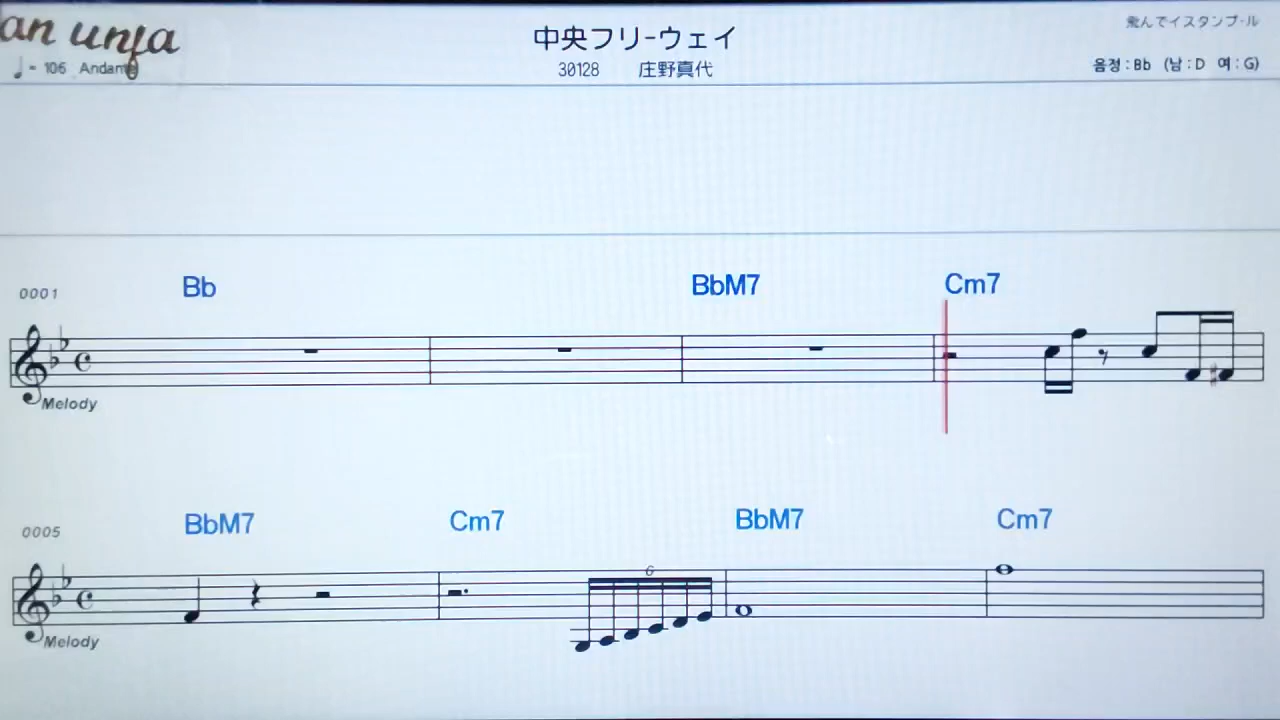 an unja
中央フリーウェイ
飛んでイスタンブール
♩= 106 Andan
30128 庄野真代
음정 : Bb (남 : D 여 : G)
Bb BbM7 Cm7
0001
Melody
BbM7 Cm7 BbM7 Cm7
0005
6
Melody